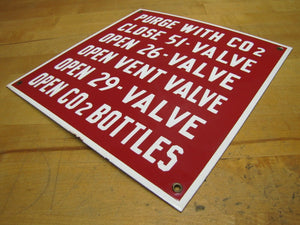 PURGE WITH CO2
CLOSE 51-VALVE
OPEN 26-VALVE
OPEN VENT VALVE
OPEN 29-VALVE
OPEN CO2 BOTTLES